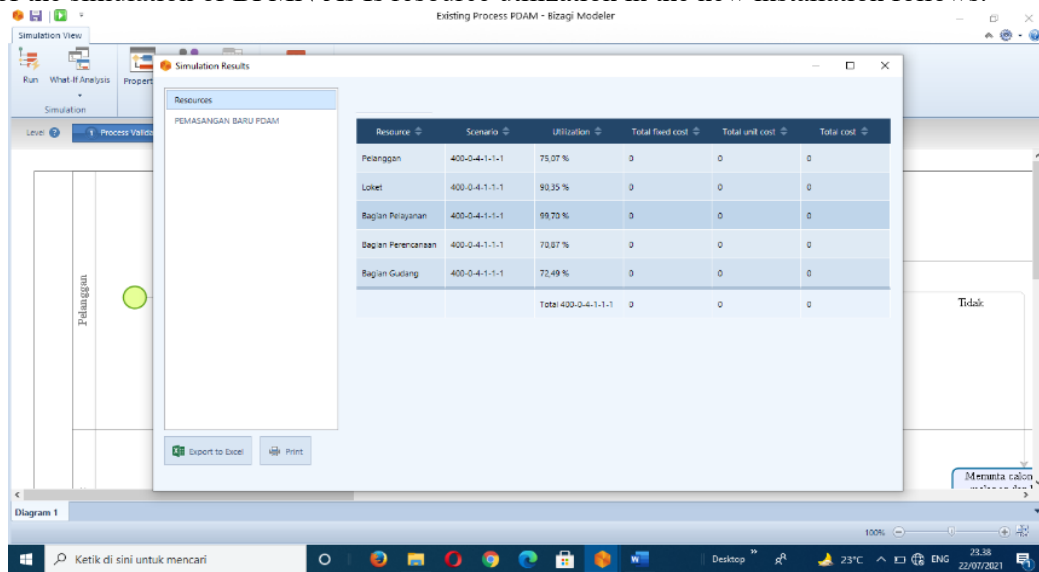 Existing Process PDAM - Bizagi Modeler
Simulation View
Run What-If Analysis Propert
Simulation
Simulation Results
Resources
PEMASANGAN BARU PDAM
Level 1 Process Valida
Resource Scenario Utilization Total fixed cost Total unit cost Total cost
Pelanggan 400-0-4-1-1-1 75,07 % 0 0 0
Loket 400-0-4-1-1-1 90,35 % 0 0 0
Bagian Pelayanan 400-0-4-1-1-1 99,70 % 0 0 0
Bagian Perencanaan 400-0-4-1-1-1 70,87 % 0 0 0
Bagian Gudang 400-0-4-1-1-1 72,49 % 0 0 0
Total 400-0-4-1-1-1 0 0 0
Pelanggan
Tidak
Export to Excel Print
Meminta calon
Diagram 1
100%
Ketik di sini untuk mencari
Desktop
23°C
ENG
23.38
22/07/2021